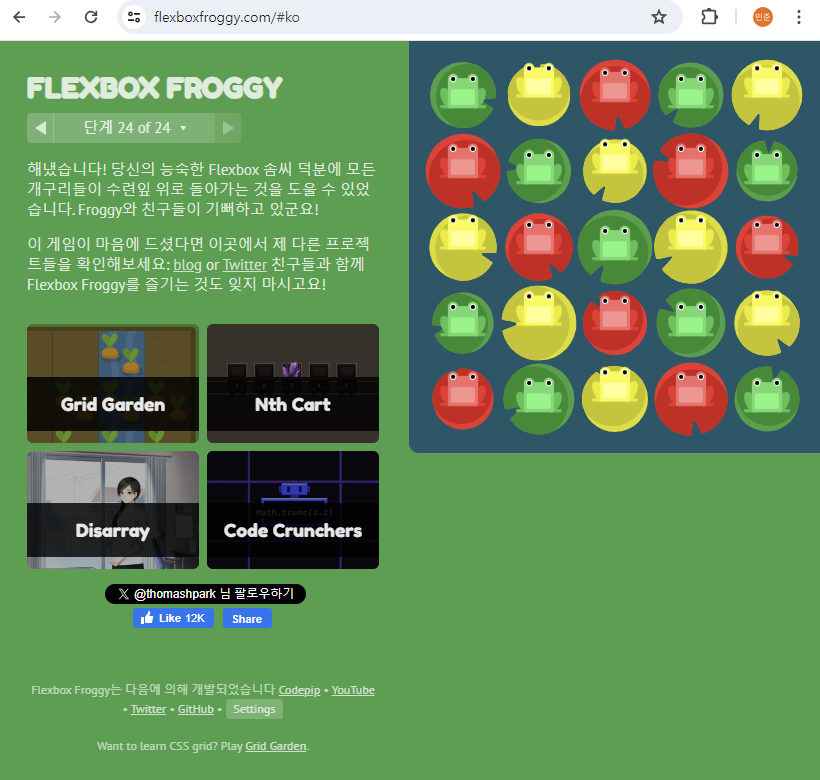 flexboxfroggy.com/#ko
민준
FLEXBOX FROGGY
단계 24 of 24
해냈습니다! 당신의 능숙한 Flexbox 솜씨 덕분에 모든
개구리들이 수련잎 위로 돌아가는 것을 도울 수 있었
습니다. Froggy와 친구들이 기뻐하고 있군요!
이 게임이 마음에 드셨다면 이곳에서 제 다른 프로젝
트들을 확인해보세요: blog or Twitter 친구들과 함께
Flexbox Froggy를 즐기는 것도 잊지 마시고요!
Grid Garden
Nth Cart
Disarray
Math.trunc(3.2)
Code Crunchers
X @thomashpark 님 팔로우하기
Like 12K Share
Flexbox Froggy는 다음에 의해 개발되었습니다 Codepip • YouTube
• Twitter • GitHub • Settings
Want to learn CSS grid? Play Grid Garden.